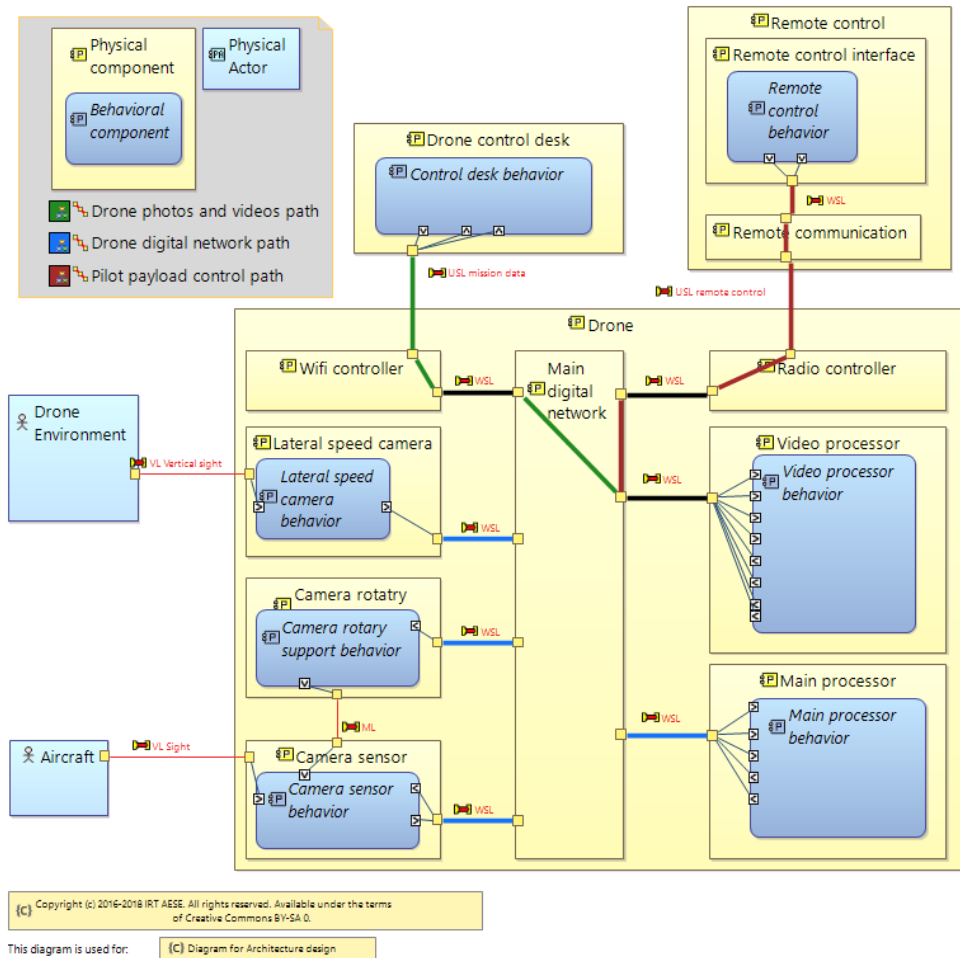 Physical
component
Physical
Actor
Behavioral
component
Drone photos and videos path
Drone digital network path
Pilot payload control path
Remote control
Remote control interface
Remote
control
behavior
WSL
Remote communication
Drone control desk
Control desk behavior
USL mission data
USL remote control
Drone
Wifi controller
WSL
Main
digital
network
WSL
Radio controller
Drone
Environment
VL Vertical sight
Lateral speed camera
Lateral speed
camera
behavior
WSL
WSL
Video processor
Video processor
behavior
Camera rotatry
Camera rotary
support behavior
WSL
ML
Main processor
Main processor
behavior
WSL
Aircraft
VL Sight
Camera sensor
Camera sensor
behavior
WSL
{C} Copyright (c) 2016-2018 IRT AESE. All rights reserved. Available under the terms
of Creative Commons BY-SA 0.
This diagram is used for:
{C} Diagram for Architecture design